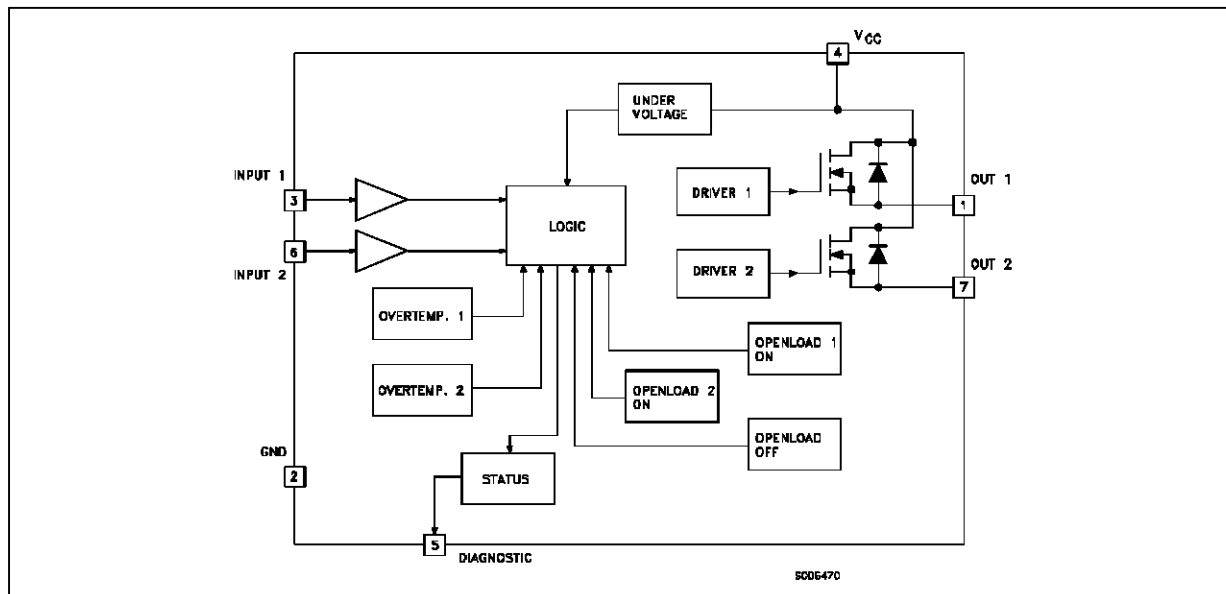 VCC
4
UNDER
VOLTAGE
INPUT 1
3
6
INPUT 2
LOGIC
DRIVER 1
OUT 1
1
DRIVER 2
OUT 2
7
OVERTEMP. 1
OVERTEMP. 2
OPENLOAD 1
ON
OPENLOAD 2
ON
OPENLOAD
OFF
GND
2
STATUS
5
DIAGNOSTIC
SC06470